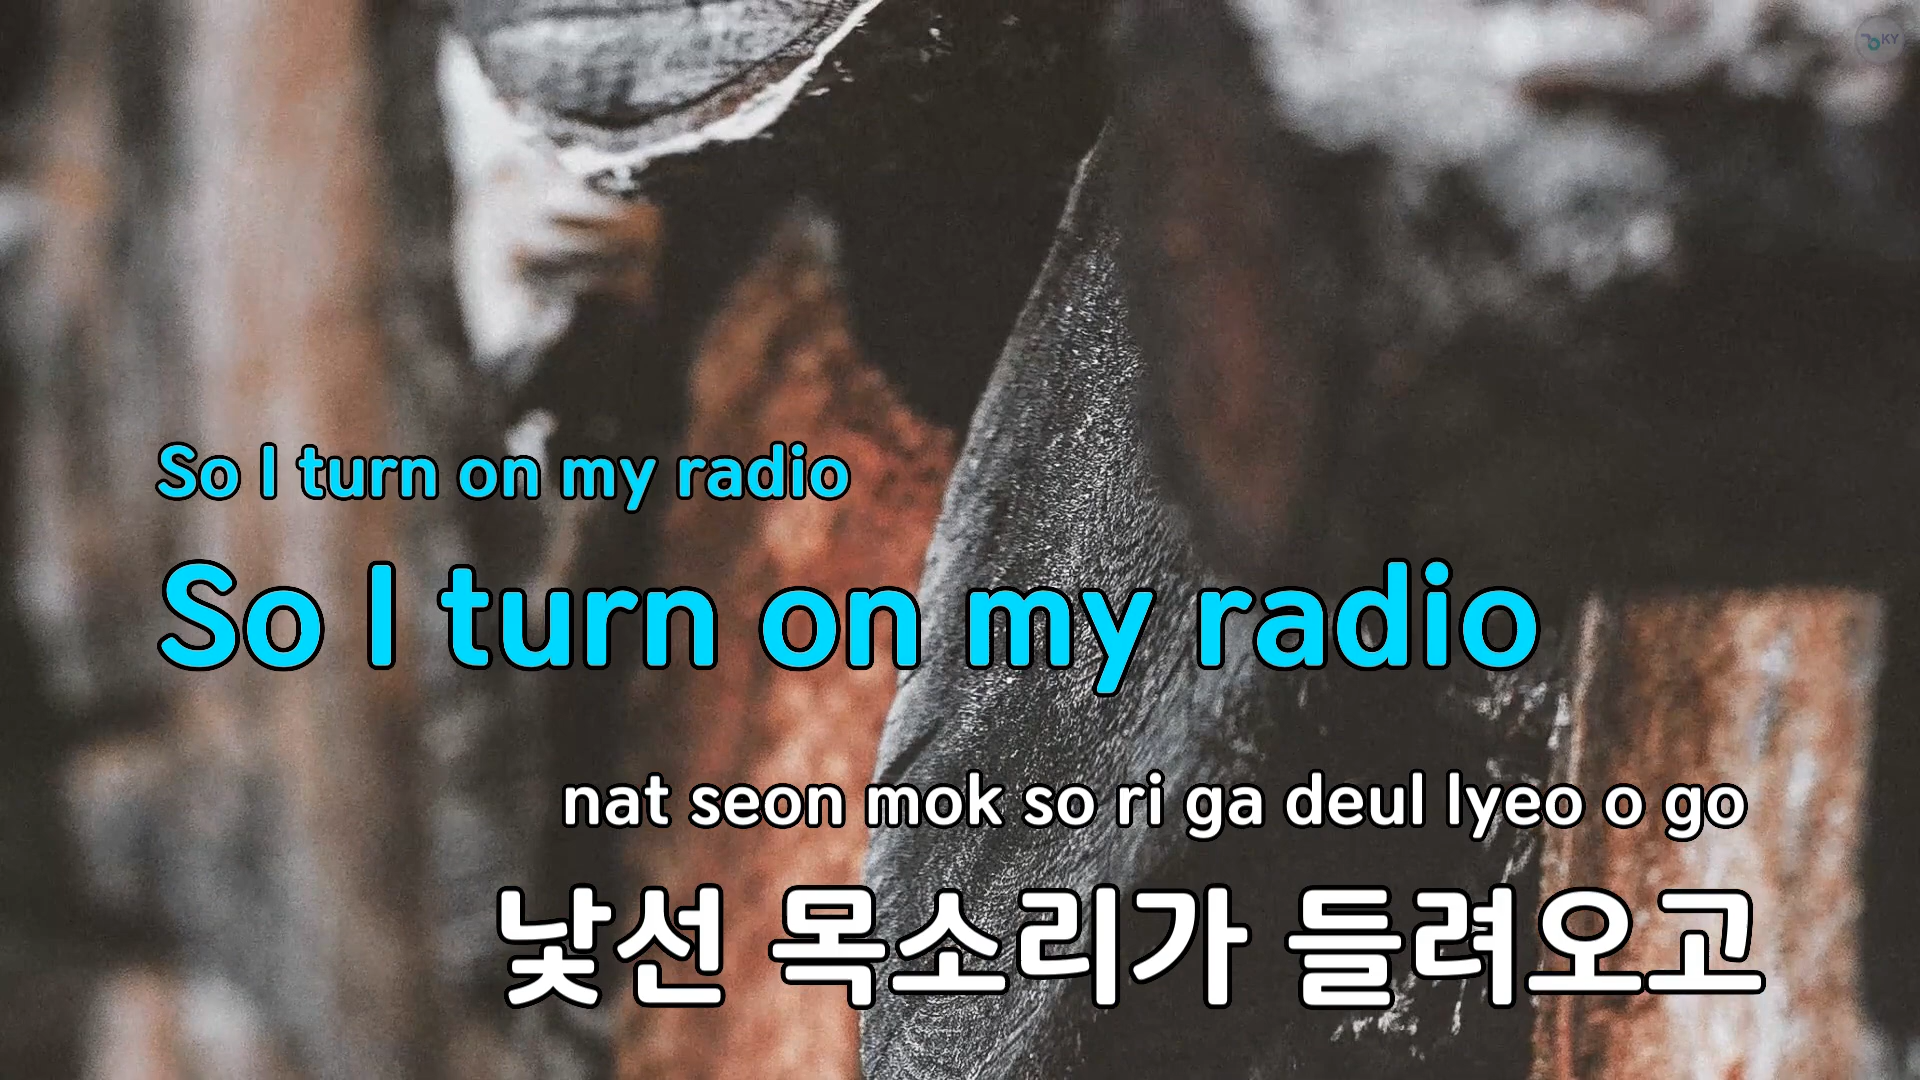 KY
So I turn on my radio
So I turn on my radio
nat seon mok so ri ga deul lyeo o go
낯선 목소리가 들려오고